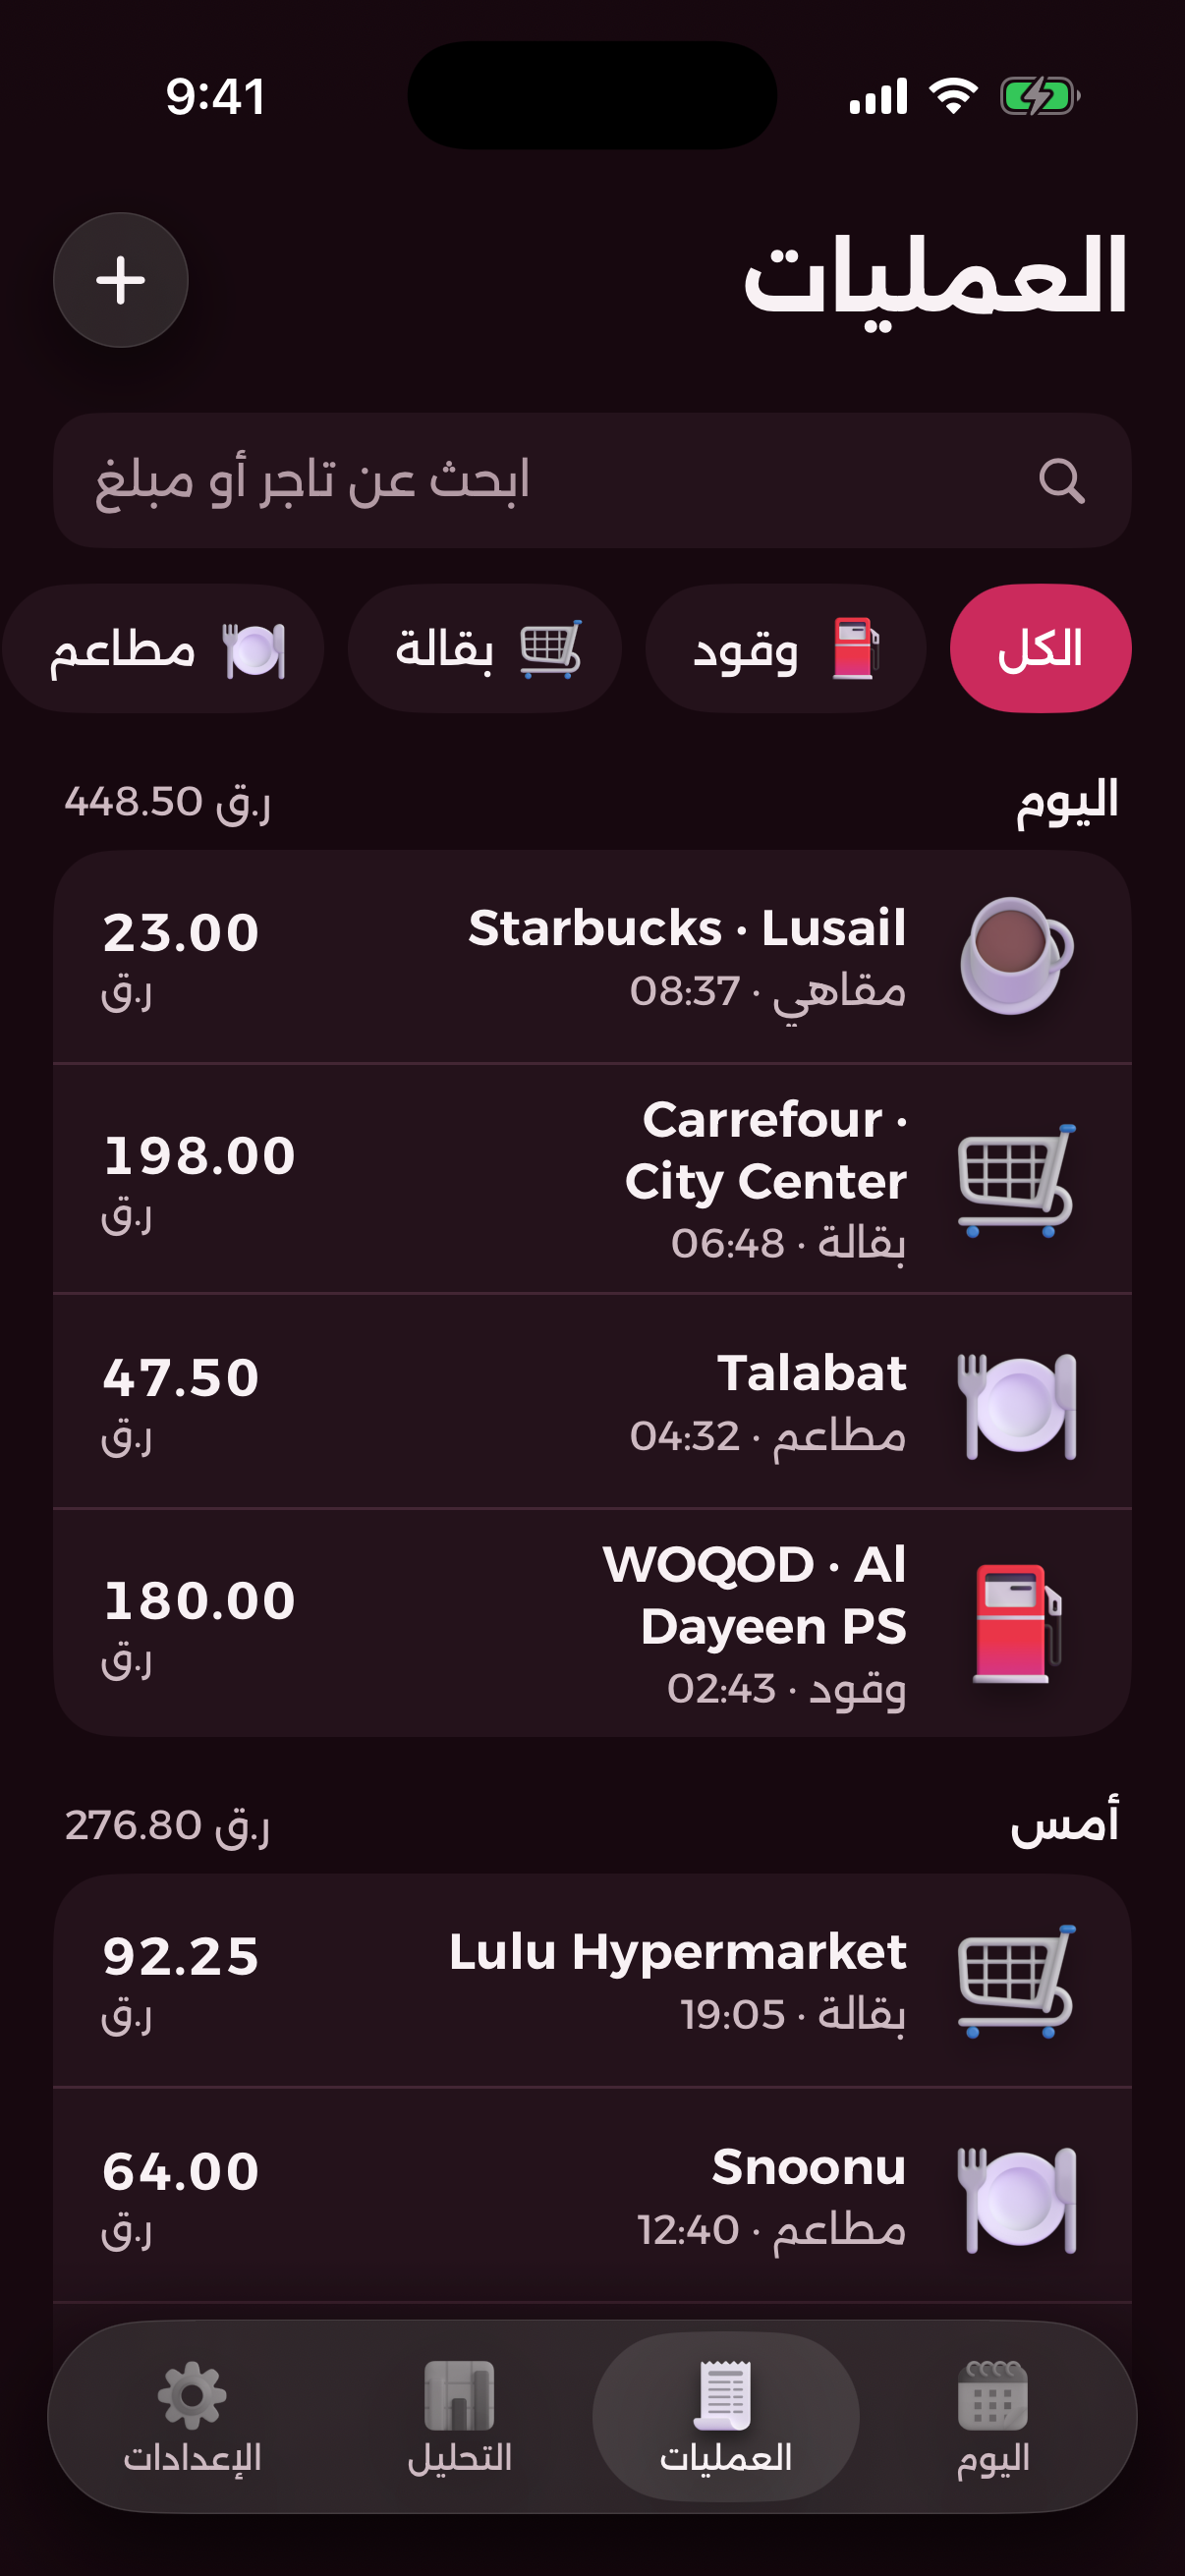 9:41
العمليات
ابحث عن تاجر أو مبلغ
الكل
وقود
بقالة
مطاعم
اليوم
448.50 ر.ق
Starbucks · Lusail
مقاهي · 08:37
23.00
ر.ق
Carrefour ·
City Center
بقالة · 06:48
198.00
ر.ق
Talabat
مطاعم · 04:32
47.50
ر.ق
WOQOD · Al
Dayeen PS
وقود · 02:43
180.00
ر.ق
أمس
276.80 ر.ق
Lulu Hypermarket
بقالة · 19:05
92.25
ر.ق
Snoonu
مطاعم · 12:40
64.00
ر.ق
اليوم
العمليات
التحليل
الإعدادات